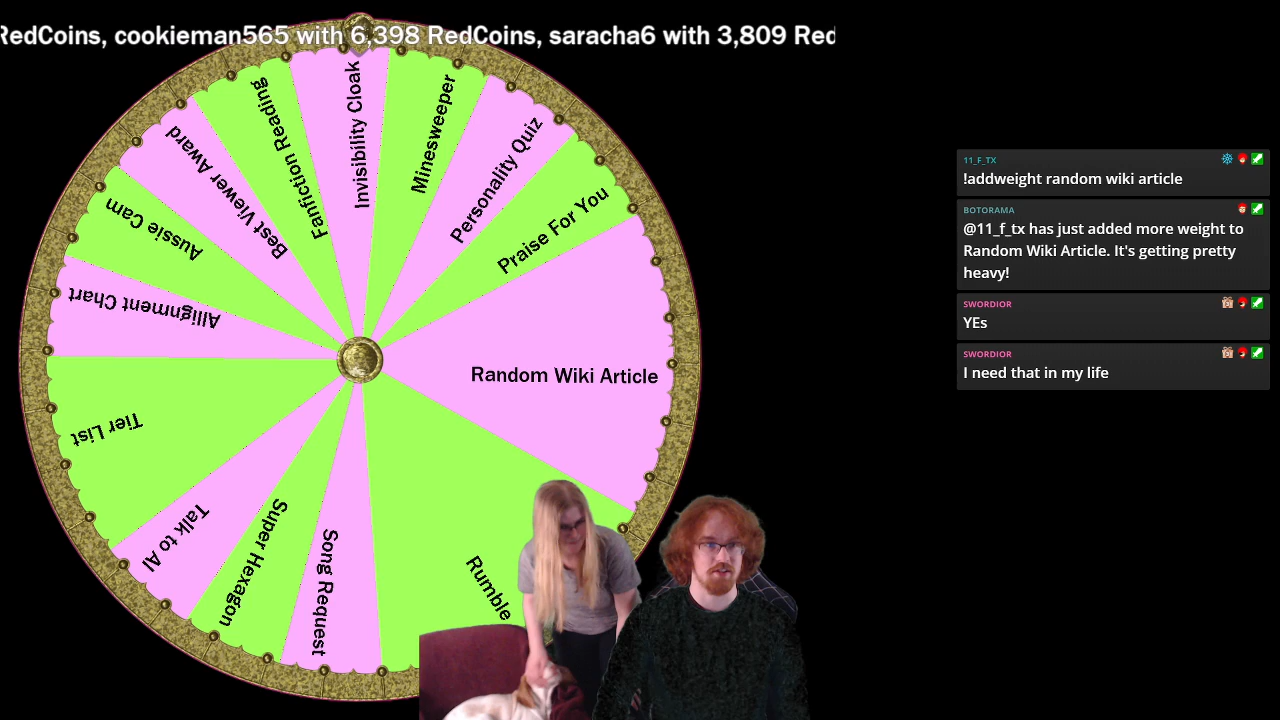 RedCoins, cookieman565 with 6,398 RedCoins, saracha6 with 3,809 Red
Invisibility Cloak
Minesweeper
Personality Quiz
Praise For You
Random Wiki Article
Rumble
Song Request
Super Hexagon
Talk to AI
Tier List
Allignment Chart
Aussie Cam
Best Viewer Award
Fanfiction Reading
11_F_TX
!addweight random wiki article
BOTORAMA
@11_f_tx has just added more weight to
Random Wiki Article. It's getting pretty
heavy!
SWORDIOR
YEs
SWORDIOR
I need that in my life